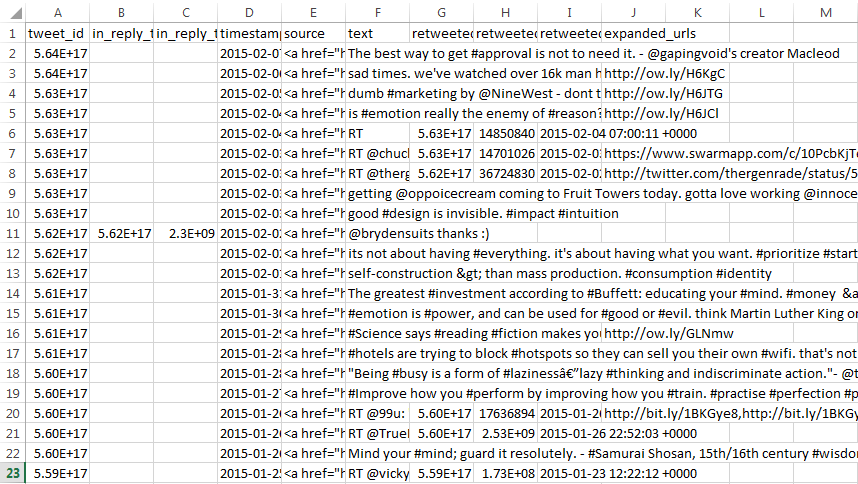 A B C D E F G H I J K L M
1 tweet_id in_reply_t in_reply_t timestamp source text retweetec retweetec retweetec expanded_urls
2 5.64E+17 2015-02-0 <a href="h The best way to get #approval is not to need it. - @gapingvoid's creator Macleod
3 5.64E+17 2015-02-0 <a href="h sad times. we've watched over 16k man h http://ow.ly/H6KgC
4 5.63E+17 2015-02-0 <a href="h dumb #marketing by @NineWest - dont t http://ow.ly/H6JTG
5 5.63E+17 2015-02-04 <a href="h is #emotion really the enemy of #reason? http://ow.ly/H6JCl
6 5.63E+17 2015-02-04 <a href="h RT 5.63E+17 14850840 2015-02-04 07:00:11 +0000
7 5.63E+17 2015-02-0 <a href="h RT @chuc 5.63E+17 14701026 2015-02-0 https://www.swarmapp.com/c/10PcbKjT
8 5.63E+17 2015-02-0 <a href="h RT @therg 5.62E+17 36724830 2015-02-0 http://twitter.com/thergenrade/status/5
9 5.63E+17 2015-02-0 <a href="h getting @oppoicecream coming to Fruit Towers today. gotta love working @innoce
10 5.63E+17 2015-02-0 <a href="h good #design is invisible. #impact #intuition
11 5.62E+17 5.62E+17 2.3E+09 2015-02-0 <a href="h @brydensuits thanks :)
12 5.62E+17 2015-02-0 <a href="h its not about having #everything. it's about having what you want. #prioritize #start
13 5.62E+17 2015-02-0 <a href="h self-construction &gt; than mass production. #consumption #identity
14 5.61E+17 2015-01-3 <a href="h The greatest #investment according to #Buffett: educating your #mind. #money &a
15 5.61E+17 2015-01-30 <a href="h #emotion is #power, and can be used for #good or #evil. think Martin Luther King or
16 5.61E+17 2015-01-29 <a href="h #Science says #reading #fiction makes you http://ow.ly/GLNmw
17 5.61E+17 2015-01-28 <a href="h #hotels are trying to block #hotspots so they can sell you their own #wifi. that's not
18 5.60E+17 2015-01-28 <a href="h "Being #busy is a form of #lazinessâ€”lazy #thinking and indiscriminate action."- @t
19 5.60E+17 2015-01-27 <a href="h #Improve how you #perform by improving how you #train. #practise #perfection #p
20 5.60E+17 2015-01-26 <a href="h RT @99u: 5.60E+17 17636894 2015-01-26 http://bit.ly/1BKGye8,http://bit.ly/1BKGy
21 5.60E+17 2015-01-26 <a href="h RT @Truel 5.60E+17 2.53E+09 2015-01-26 22:52:03 +0000
22 5.60E+17 2015-01-26 <a href="h Mind your #mind; guard it resolutely. - #Samurai Shosan, 15th/16th century #wisdo
23 5.59E+17 2015-01-25 <a href="h RT @vicky 5.59E+17 1.73E+08 2015-01-23 12:22:12 +0000